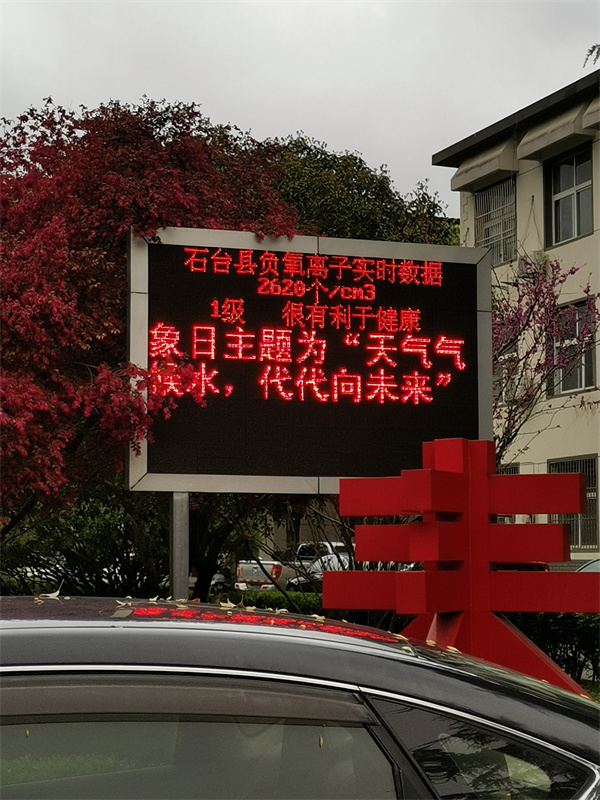 石台县负氧离子实时数据
2620个/cm3
1级 很有利于健康
象日主题为“天气气
候水，代代向未来”